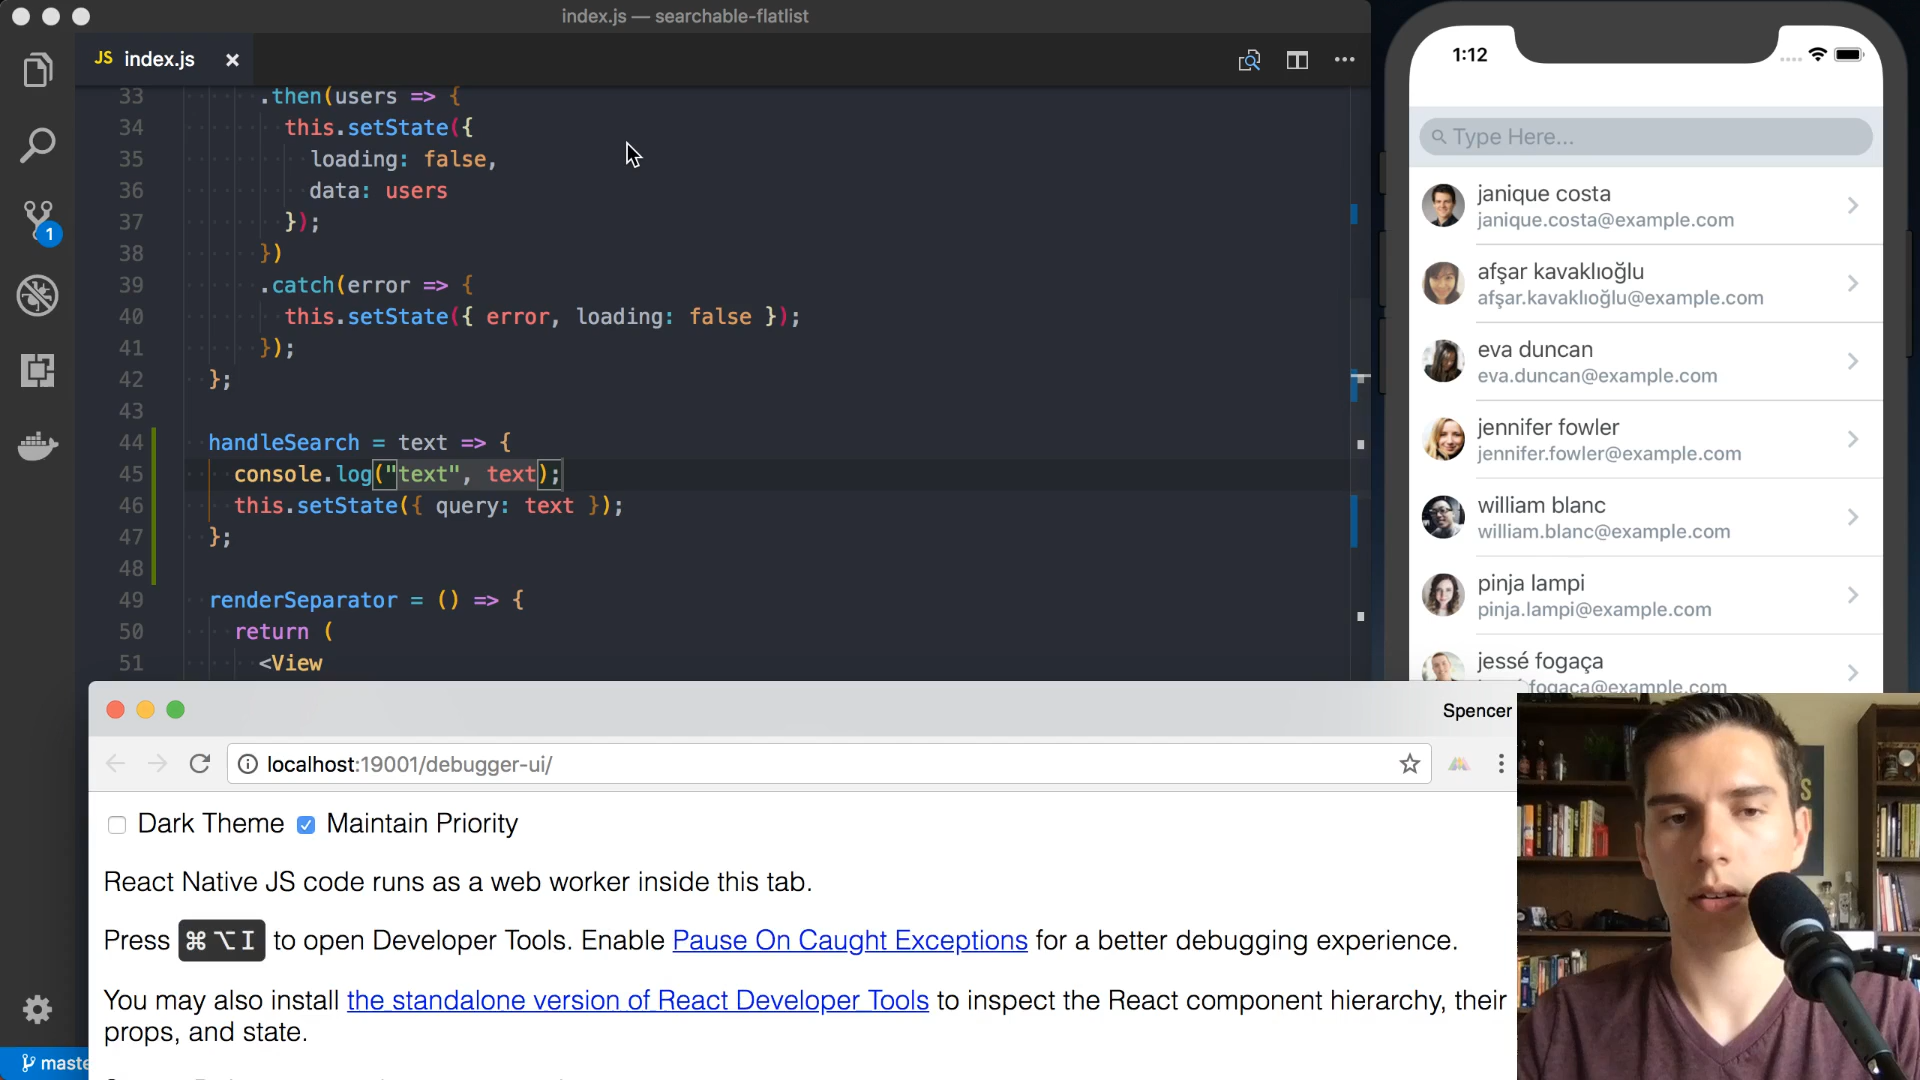 index.js — searchable-flatlist
JS index.js
33 .then(users => {
34 this.setState({
35 loading: false,
36 data: users
37 });
38 })
39 .catch(error => {
40 this.setState({ error, loading: false });
41 });
42 };
43
44 handleSearch = text => {
45 console.log("text", text);
46 this.setState({ query: text });
47 };
48
49 renderSeparator = () => {
50 return (
51 <View
1
1:12
Type Here...
janique costa
janique.costa@example.com
afşar kavaklıoğlu
afşar.kavaklıoğlu@example.com
eva duncan
eva.duncan@example.com
jennifer fowler
jennifer.fowler@example.com
william blanc
william.blanc@example.com
pinja lampi
pinja.lampi@example.com
jessé fogaça
fogaça@example.com
Spencer
localhost:19001/debugger-ui/
Dark Theme Maintain Priority
React Native JS code runs as a web worker inside this tab.
Press ⌘⌥I to open Developer Tools. Enable Pause On Caught Exceptions for a better debugging experience.
You may also install the standalone version of React Developer Tools to inspect the React component hierarchy, their
props, and state.
maste